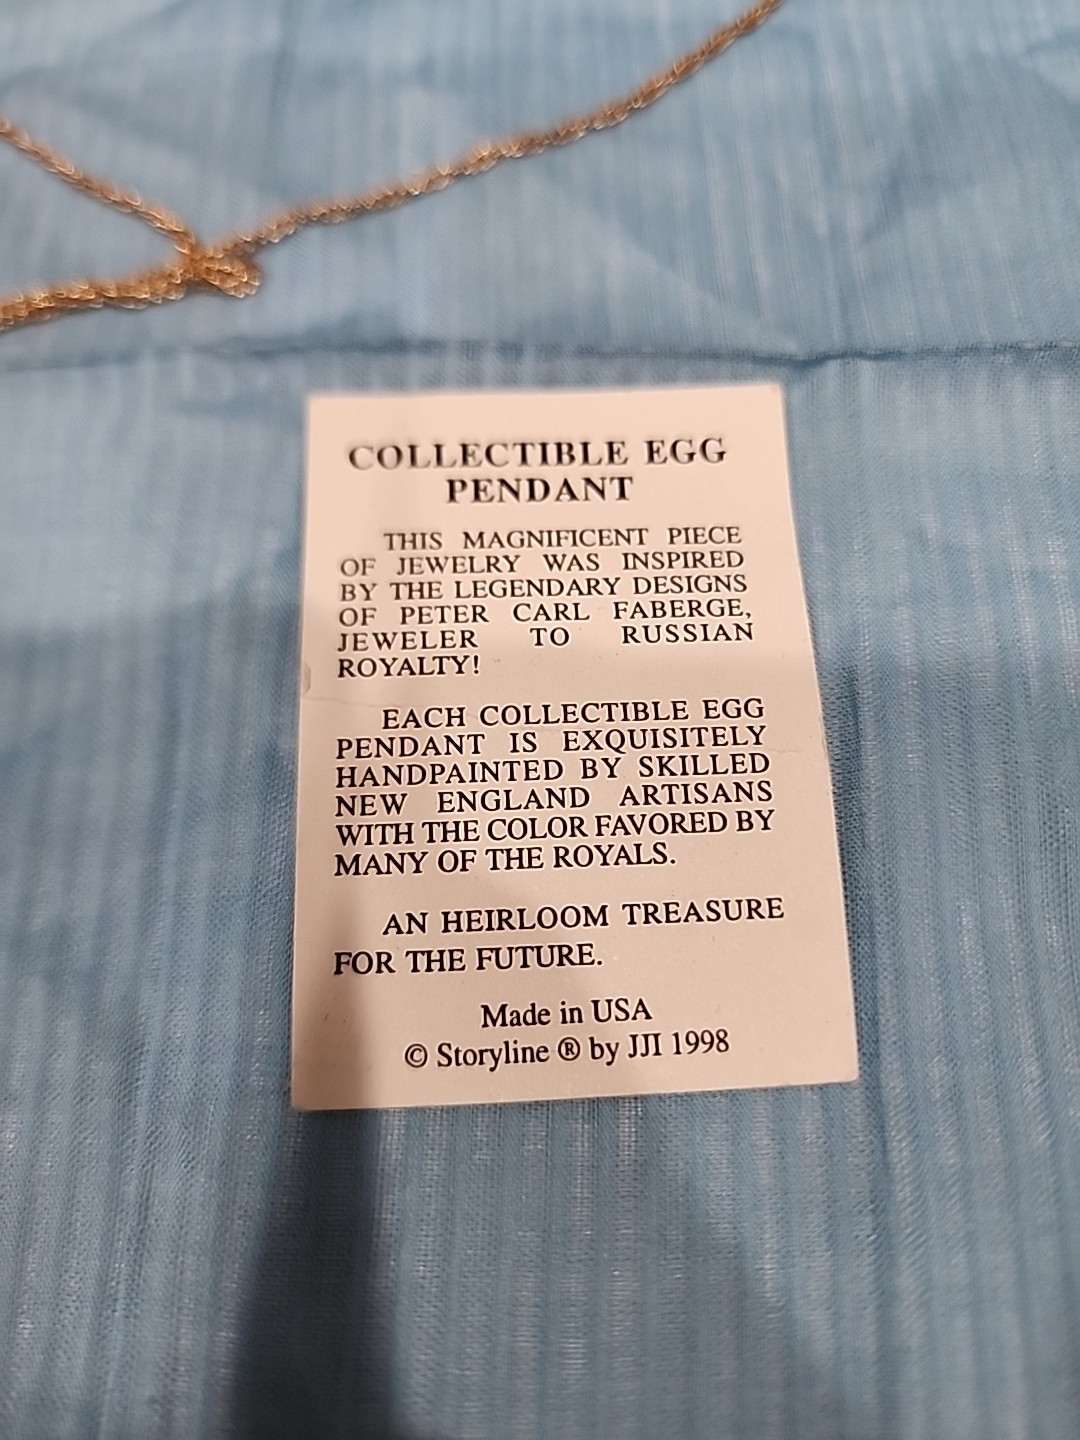 COLLECTIBLE EGG
PENDANT
THIS MAGNIFICENT PIECE
OF JEWELRY WAS INSPIRED
BY THE LEGENDARY DESIGNS
OF PETER CARL FABERGE,
JEWELER TO RUSSIAN
ROYALTY!
EACH COLLECTIBLE EGG
PENDANT IS EXQUISITELY
HANDPAINTED BY SKILLED
NEW ENGLAND ARTISANS
WITH THE COLOR FAVORED BY
MANY OF THE ROYALS.
AN HEIRLOOM TREASURE
FOR THE FUTURE.
Made in USA
© Storyline ® by JJI 1998